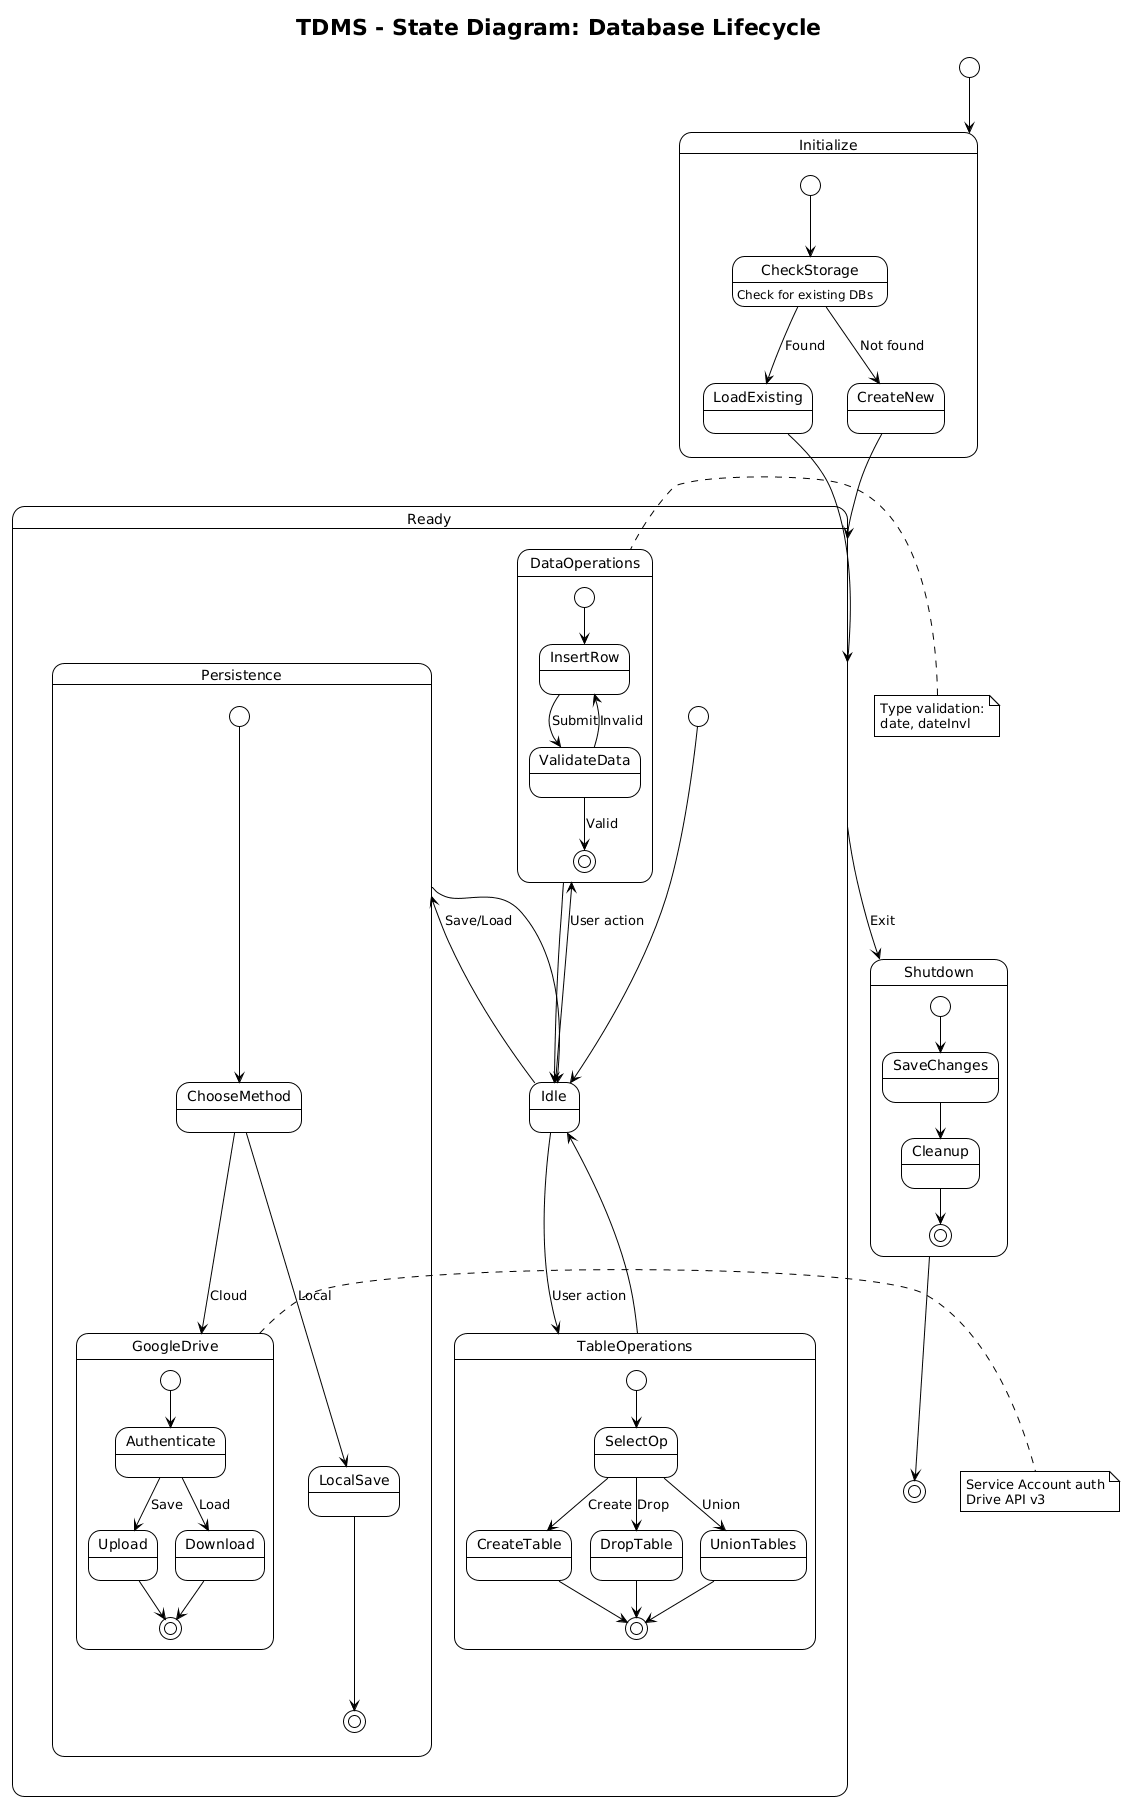 TDMS - State Diagram: Database Lifecycle
Initialize
CheckStorage
Check for existing DBs
Found
Not found
LoadExisting
CreateNew
Ready
DataOperations
InsertRow
Submit
Invalid
ValidateData
Valid
Type validation:
date, dateInvl
Persistence
Save/Load
User action
Exit
ChooseMethod
Idle
Shutdown
SaveChanges
Cleanup
Cloud
Local
User action
GoogleDrive
Authenticate
Save
Load
Upload
Download
LocalSave
TableOperations
SelectOp
Create
Drop
Union
CreateTable
DropTable
UnionTables
Service Account auth
Drive API v3